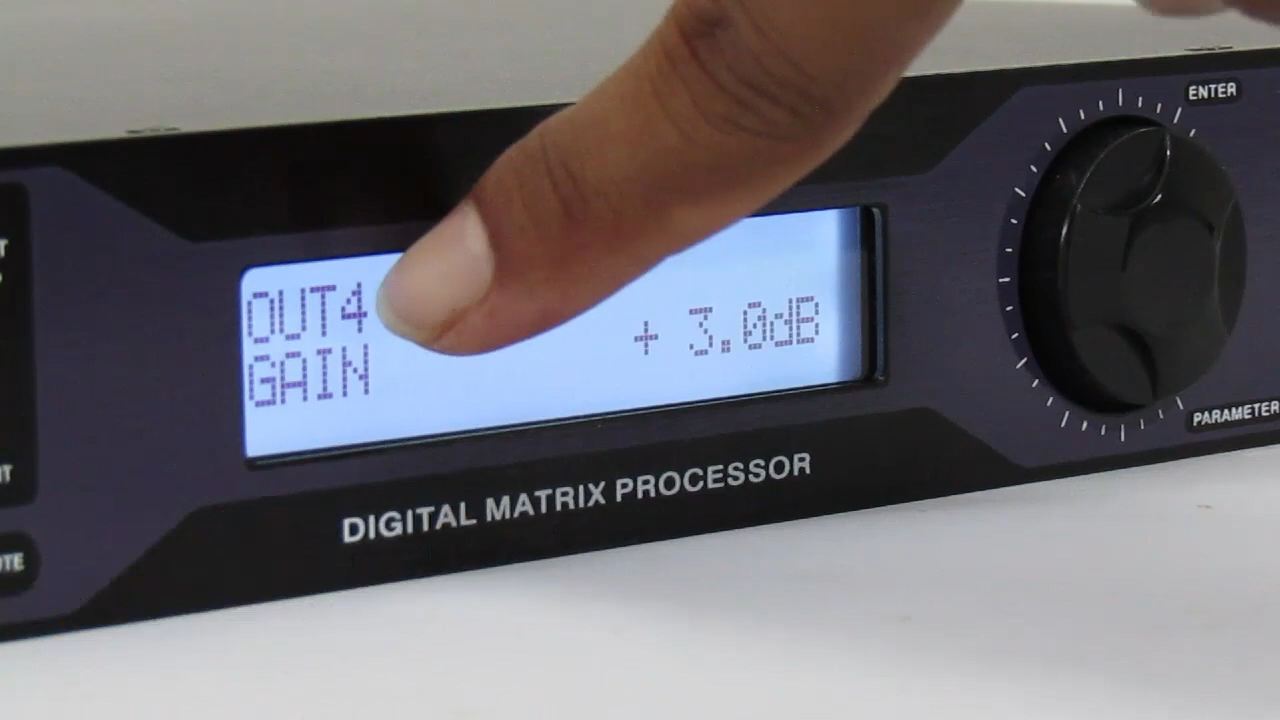 ENTER
OUT4
GAIN + 3.0dB
PARAMETER
DIGITAL MATRIX PROCESSOR